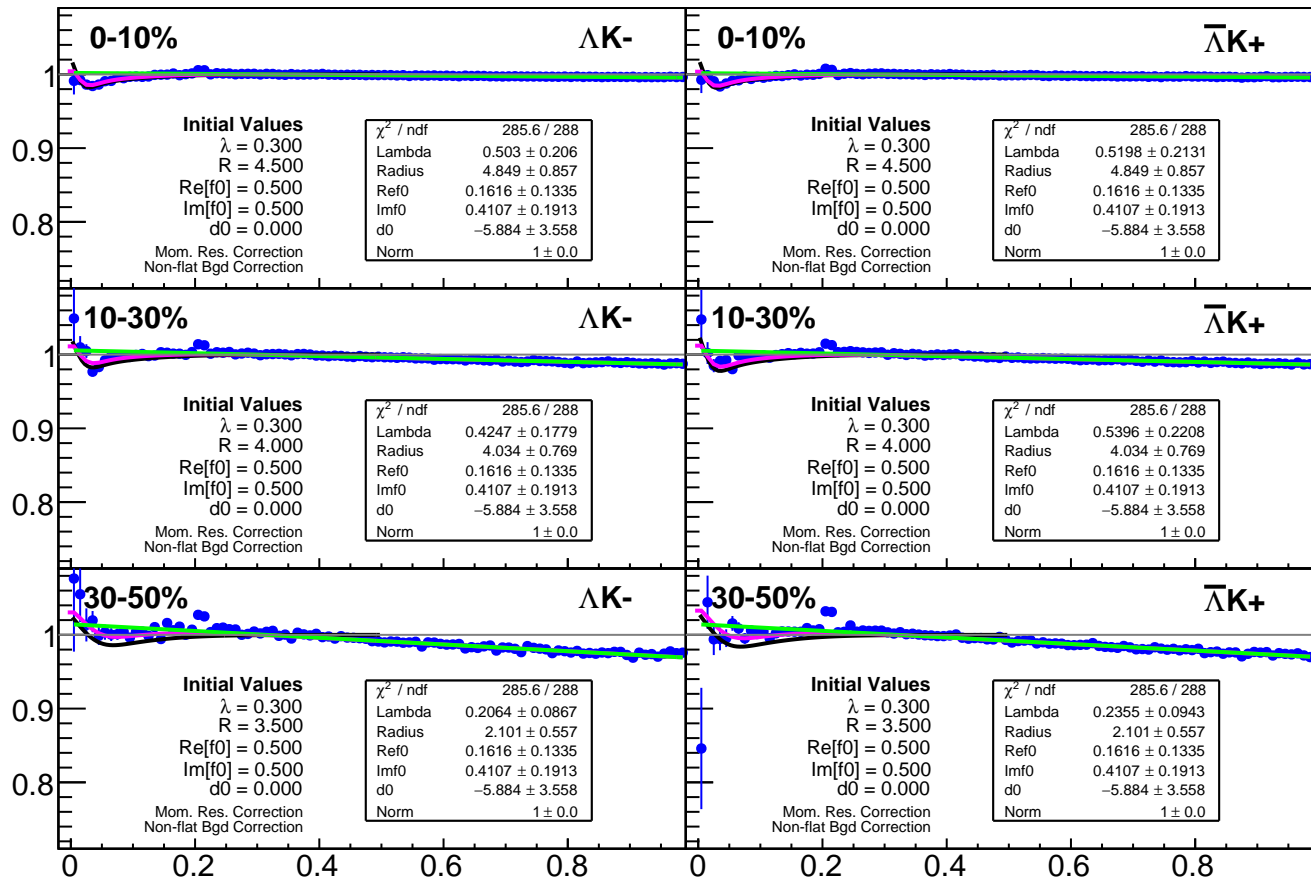 0-10%
ΛK-
Initial Values
λ = 0.300
R = 4.500
Re[f0] = 0.500
Im[f0] = 0.500
d0 = 0.000
Mom. Res. Correction
Non-flat Bgd Correction
χ² / ndf 285.6 / 288
Lambda 0.503 ± 0.206
Radius 4.849 ± 0.857
Ref0 0.1616 ± 0.1335
Imf0 0.4107 ± 0.1913
d0 −5.884 ± 3.558
Norm 1 ± 0.0
1
0.9
0.8
0-10%
Λ̅K+
Initial Values
λ = 0.300
R = 4.500
Re[f0] = 0.500
Im[f0] = 0.500
d0 = 0.000
Mom. Res. Correction
Non-flat Bgd Correction
χ² / ndf 285.6 / 288
Lambda 0.5198 ± 0.2131
Radius 4.849 ± 0.857
Ref0 0.1616 ± 0.1335
Imf0 0.4107 ± 0.1913
d0 −5.884 ± 3.558
Norm 1 ± 0.0
10-30%
ΛK-
Initial Values
λ = 0.300
R = 4.000
Re[f0] = 0.500
Im[f0] = 0.500
d0 = 0.000
Mom. Res. Correction
Non-flat Bgd Correction
χ² / ndf 285.6 / 288
Lambda 0.4247 ± 0.1779
Radius 4.034 ± 0.769
Ref0 0.1616 ± 0.1335
Imf0 0.4107 ± 0.1913
d0 −5.884 ± 3.558
Norm 1 ± 0.0
1
0.9
0.8
10-30%
Λ̅K+
Initial Values
λ = 0.300
R = 4.000
Re[f0] = 0.500
Im[f0] = 0.500
d0 = 0.000
Mom. Res. Correction
Non-flat Bgd Correction
χ² / ndf 285.6 / 288
Lambda 0.5396 ± 0.2208
Radius 4.034 ± 0.769
Ref0 0.1616 ± 0.1335
Imf0 0.4107 ± 0.1913
d0 −5.884 ± 3.558
Norm 1 ± 0.0
30-50%
ΛK-
Initial Values
λ = 0.300
R = 3.500
Re[f0] = 0.500
Im[f0] = 0.500
d0 = 0.000
Mom. Res. Correction
Non-flat Bgd Correction
χ² / ndf 285.6 / 288
Lambda 0.2064 ± 0.0867
Radius 2.101 ± 0.557
Ref0 0.1616 ± 0.1335
Imf0 0.4107 ± 0.1913
d0 −5.884 ± 3.558
Norm 1 ± 0.0
1
0.9
0.8
0 0.2 0.4 0.6 0.8
30-50%
Λ̅K+
Initial Values
λ = 0.300
R = 3.500
Re[f0] = 0.500
Im[f0] = 0.500
d0 = 0.000
Mom. Res. Correction
Non-flat Bgd Correction
χ² / ndf 285.6 / 288
Lambda 0.2355 ± 0.0943
Radius 2.101 ± 0.557
Ref0 0.1616 ± 0.1335
Imf0 0.4107 ± 0.1913
d0 −5.884 ± 3.558
Norm 1 ± 0.0
0 0.2 0.4 0.6 0.8